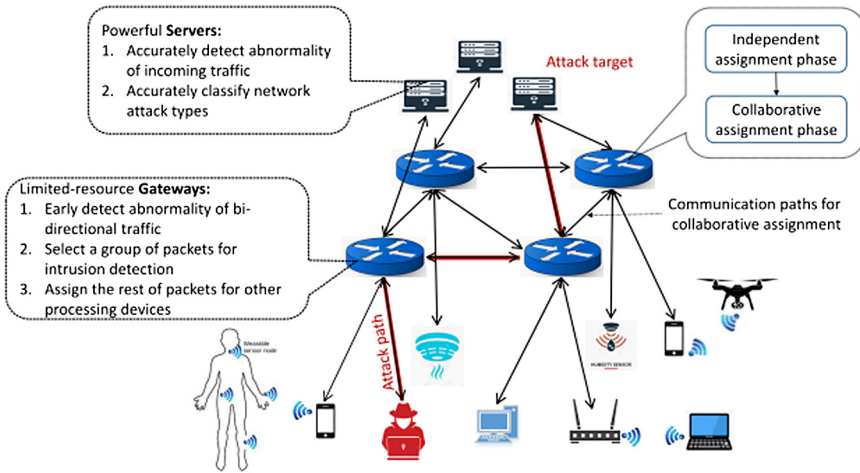 Powerful Servers:
1. Accurately detect abnormality
of incoming traffic
2. Accurately classify network
attack types
Attack target
Independent
assignment phase
Collaborative
assignment phase
Limited-resource Gateways:
1. Early detect abnormality of bi-
directional traffic
2. Select a group of packets for
intrusion detection
3. Assign the rest of packets for other
processing devices
Communication paths for
collaborative assignment
Wearable
sensor node
Attack path
HUMIDITY SENSOR